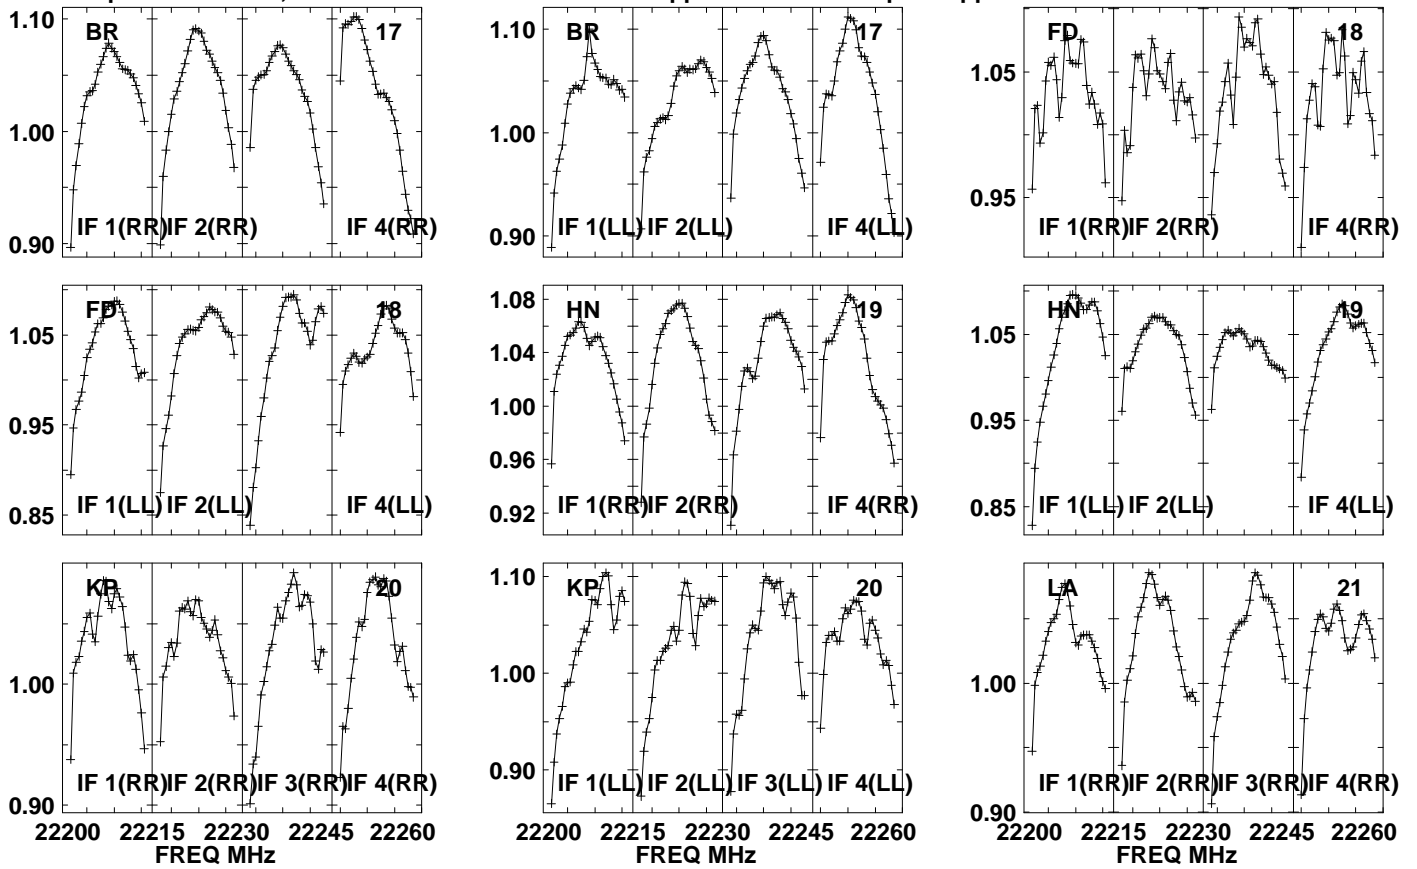 1.10
BR
17
1.00
0.90
IF 1(RR)
IF 2(RR)
IF 4(RR)
1.10
BR
17
1.00
0.90
IF 1(LL)
IF 2(LL)
IF 4(LL)
FD
18
1.05
0.95
IF 1(RR)
IF 2(RR)
IF 4(RR)
FD
18
1.05
0.95
0.85
IF 1(LL)
IF 2(LL)
IF 4(LL)
1.08
HN
19
1.04
1.00
0.96
0.92
IF 1(RR)
IF 2(RR)
IF 4(RR)
HN
19
1.05
0.95
0.85
IF 1(LL)
IF 2(LL)
IF 4(LL)
KP
20
1.00
0.90
IF 1(RR)
IF 2(RR)
IF 3(RR)
IF 4(RR)
22200 22215 22230 22245 22260
FREQ MHz
1.10
KP
20
1.00
0.90
IF 1(LL)
IF 2(LL)
IF 3(LL)
IF 4(LL)
22200 22215 22230 22245 22260
FREQ MHz
LA
21
1.00
0.90
IF 1(RR)
IF 2(RR)
IF 3(RR)
IF 4(RR)
22200 22215 22230 22245 22260
FREQ MHz